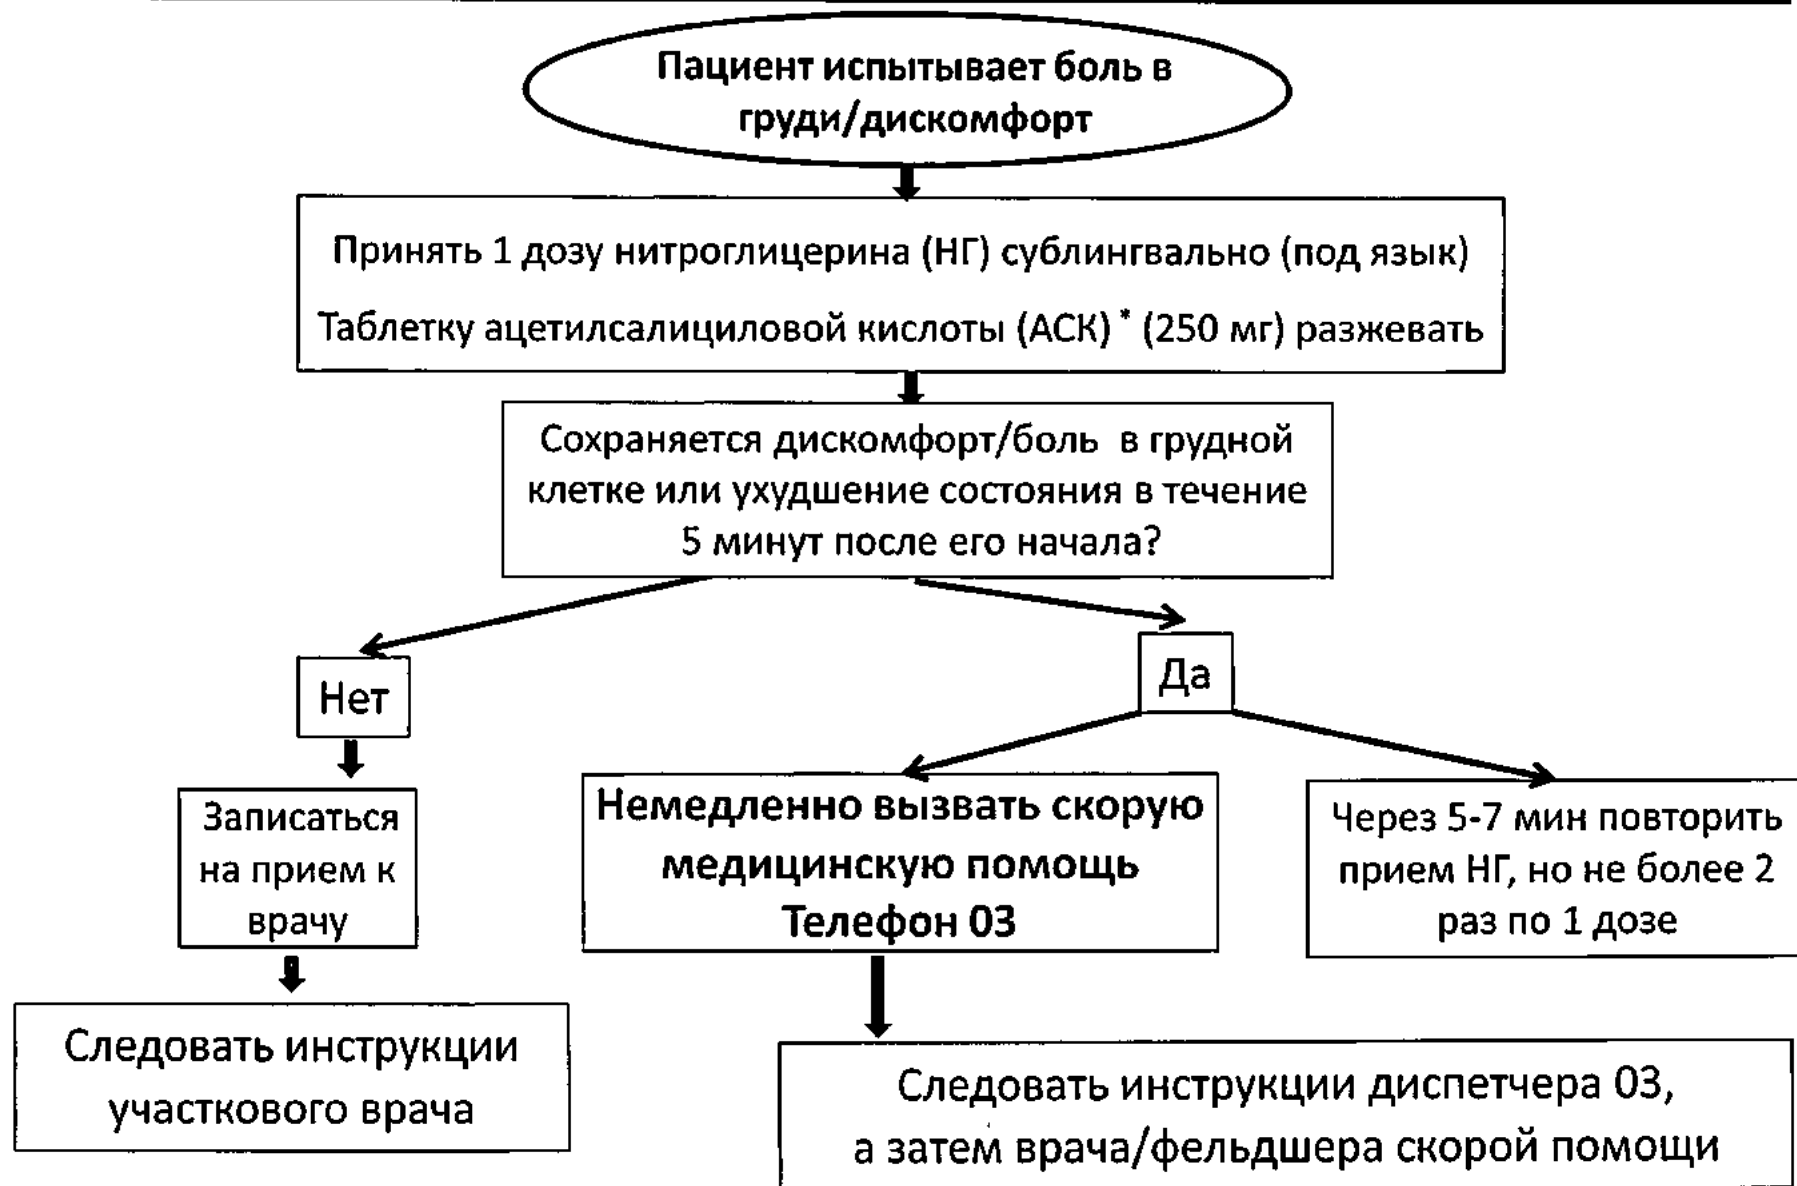 Пациент испытывает боль в
груди/дискомфорт
Принять 1 дозу нитроглицерина (НГ) сублингвально (под язык)
Таблетку ацетилсалициловой кислоты (АСК) * (250 мг) разжевать
Сохраняется дискомфорт/боль в грудной
клетке или ухудшение состояния в течение
5 минут после его начала?
Нет
Да
Записаться
на прием к
врачу
Немедленно вызвать скорую
медицинскую помощь
Телефон 03
Через 5-7 мин повторить
прием НГ, но не более 2
раз по 1 дозе
Следовать инструкции
участкового врача
Следовать инструкции диспетчера 03,
а затем врача/фельдшера скорой помощи